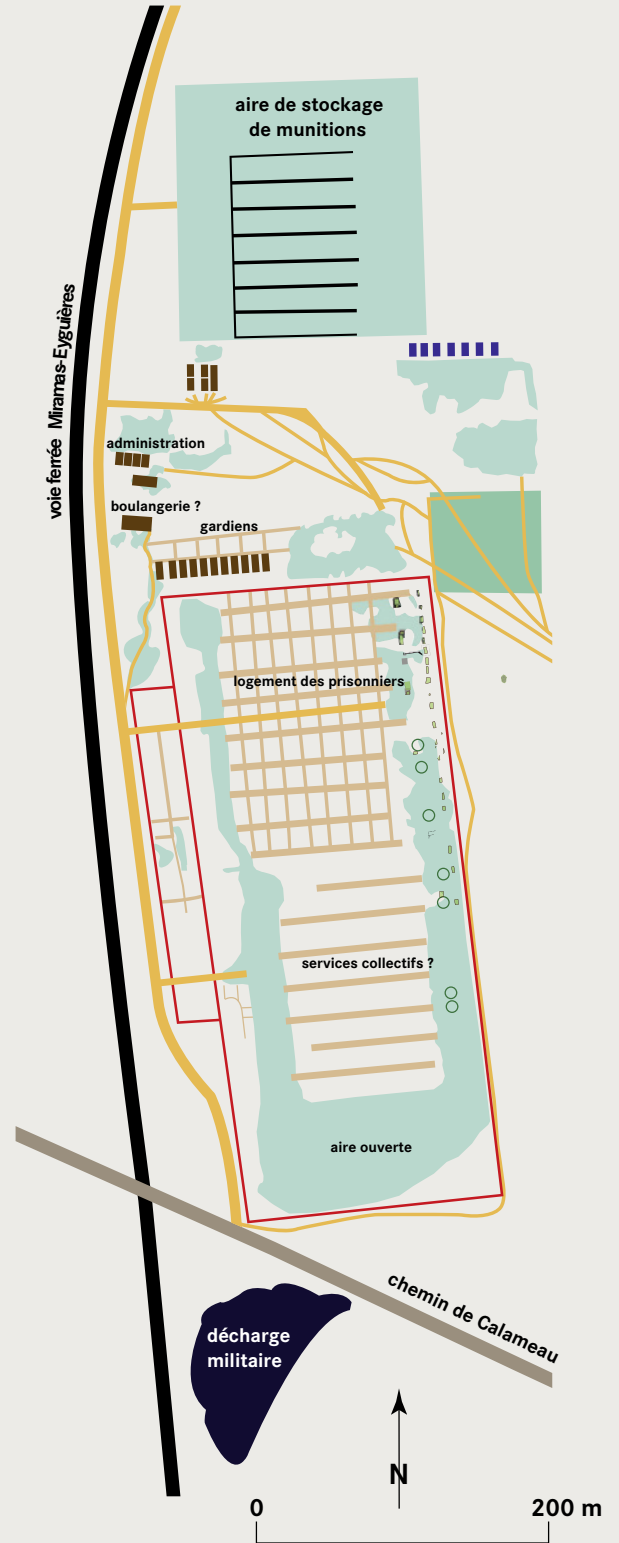 aire de stockage
de munitions
voie ferrée Miramas-Eyguières
administration
boulangerie ?
gardiens
logement des prisonniers
services collectifs ?
aire ouverte
chemin de Calameau
décharge
militaire
N
0
200 m